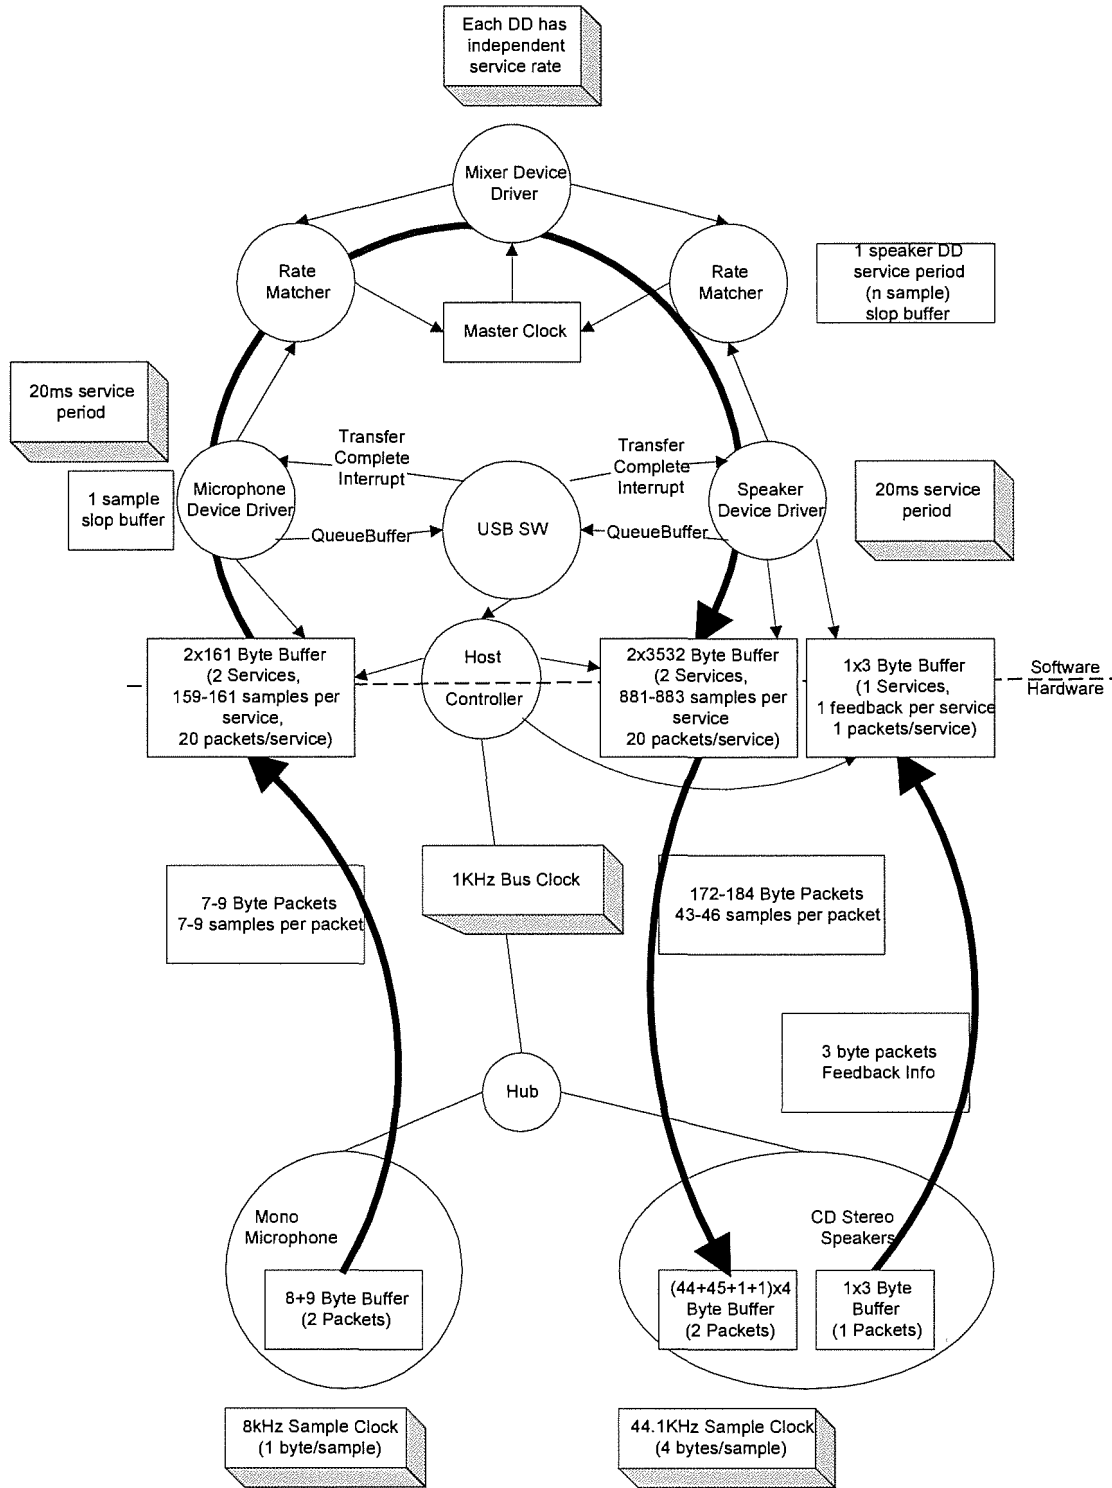 Each DD has
independent
service rate
Mixer Device
Driver
Rate
Matcher
Rate
Matcher
1 speaker DD
service period
(n sample)
slop buffer
Master Clock
20ms service
period
Transfer
Complete
Interrupt
Transfer
Complete
Interrupt
1 sample
slop buffer
Microphone
Device Driver
USB SW
Speaker
Device Driver
20ms service
period
QueueBuffer
QueueBuffer
2x161 Byte Buffer
(2 Services,
159-161 samples per
service,
20 packets/service)
Host
Controller
2x3532 Byte Buffer
(2 Services,
881-883 samples per
service
20 packets/service)
1x3 Byte Buffer
(1 Services,
1 feedback per service
1 packets/service)
Software
Hardware
7-9 Byte Packets
7-9 samples per packet
1KHz Bus Clock
172-184 Byte Packets
43-46 samples per packet
3 byte packets
Feedback Info
Hub
Mono
Microphone
CD Stereo
Speakers
8+9 Byte Buffer
(2 Packets)
(44+45+1+1)x4
Byte Buffer
(2 Packets)
1x3 Byte
Buffer
(1 Packets)
8kHz Sample Clock
(1 byte/sample)
44.1KHz Sample Clock
(4 bytes/sample)